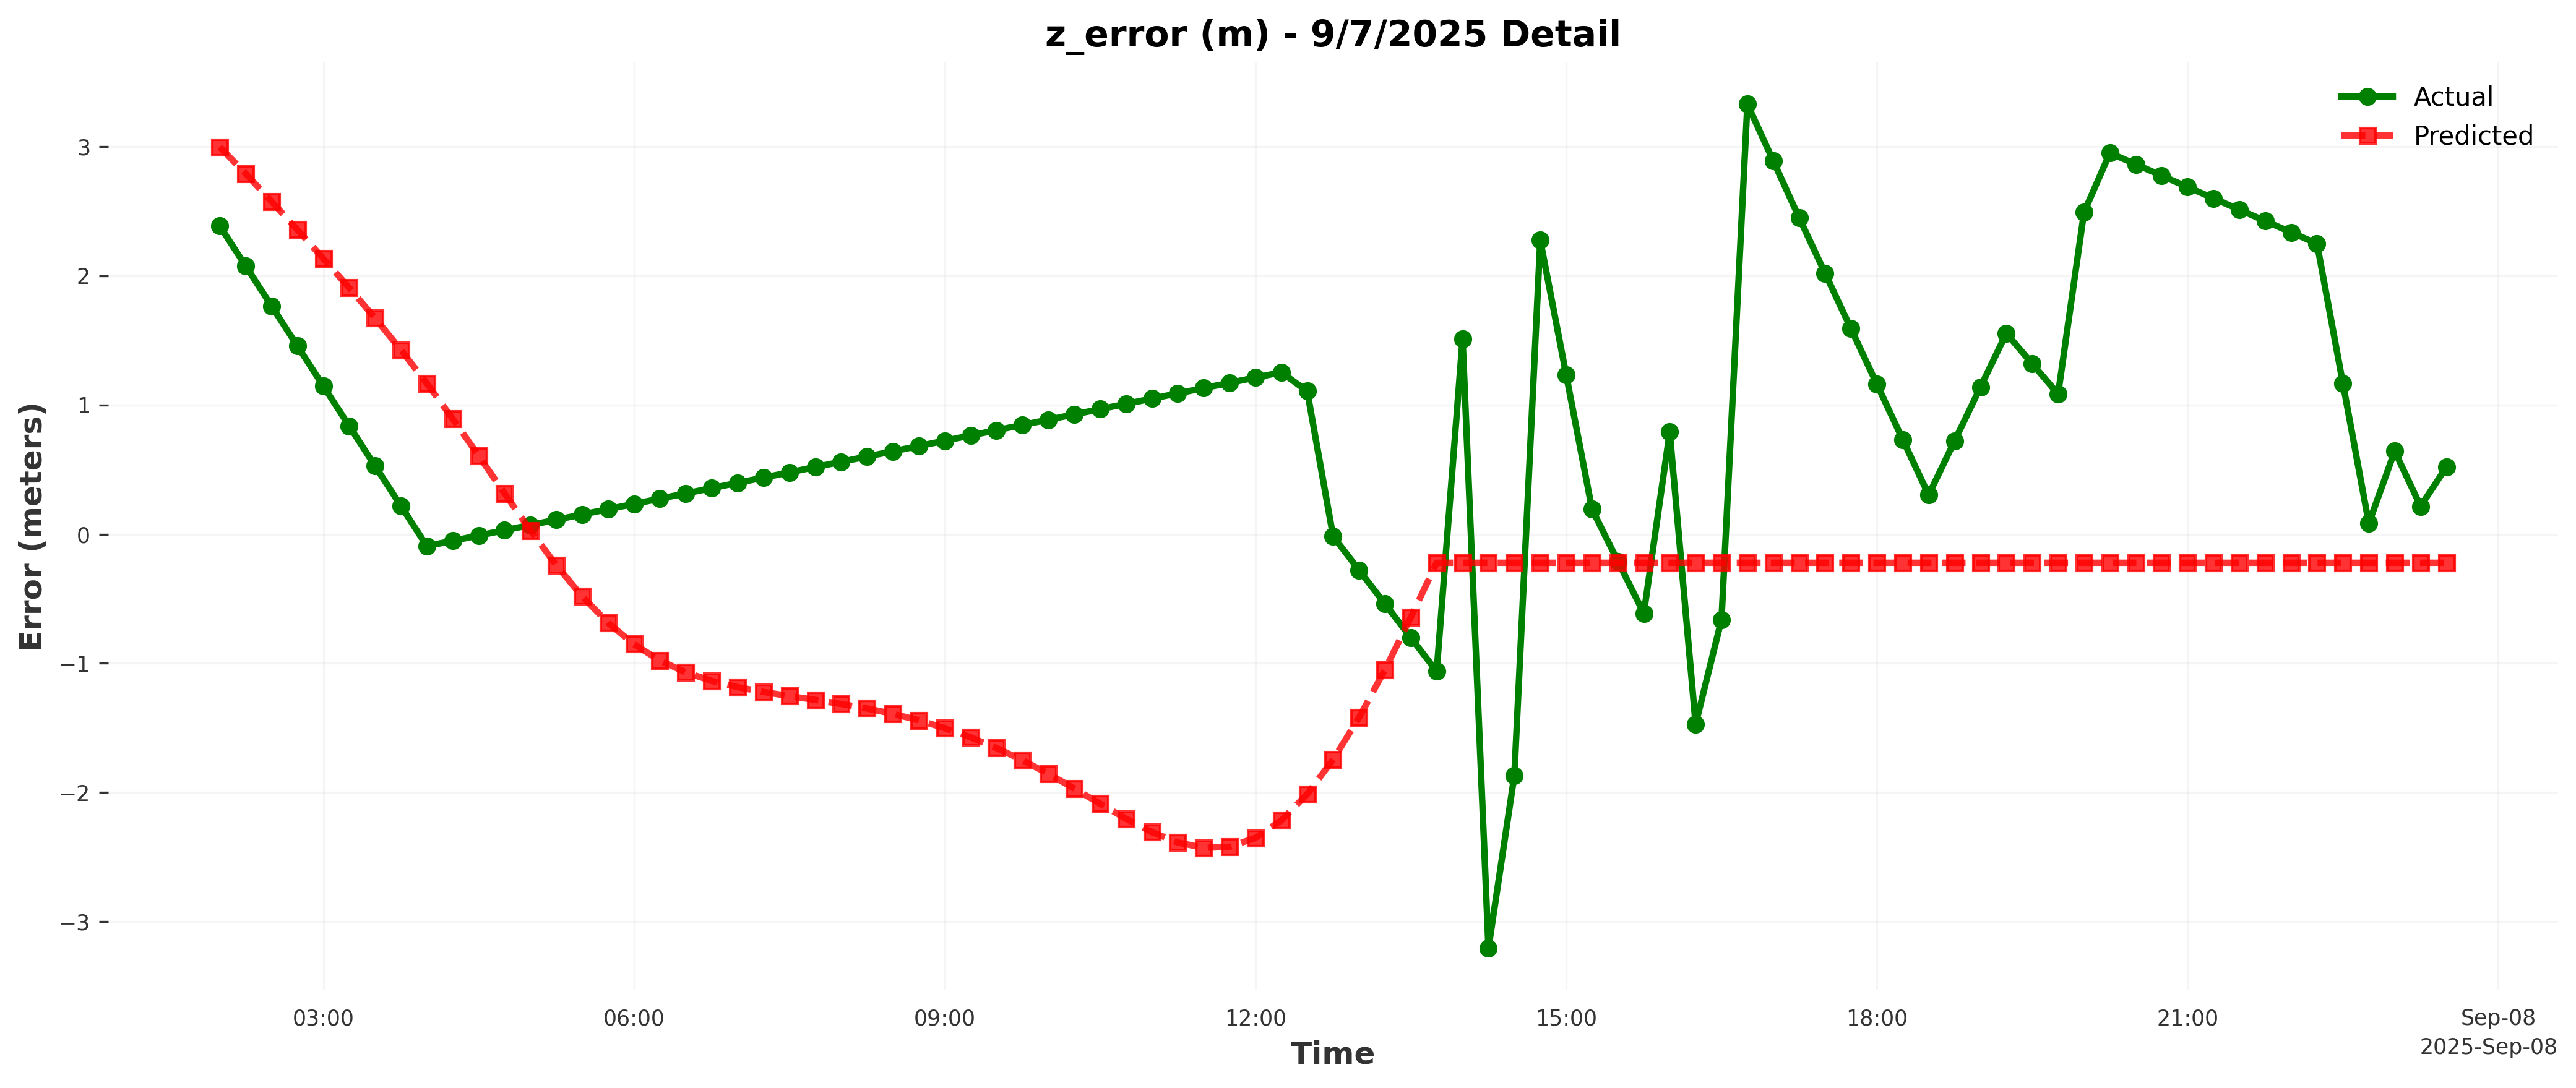 z_error (m) - 9/7/2025 Detail
Actual
Predicted
Error (meters)
3
2
1
0
−1
−2
−3
03:00
06:00
09:00
12:00
15:00
18:00
21:00
Sep-08
2025-Sep-08
Time